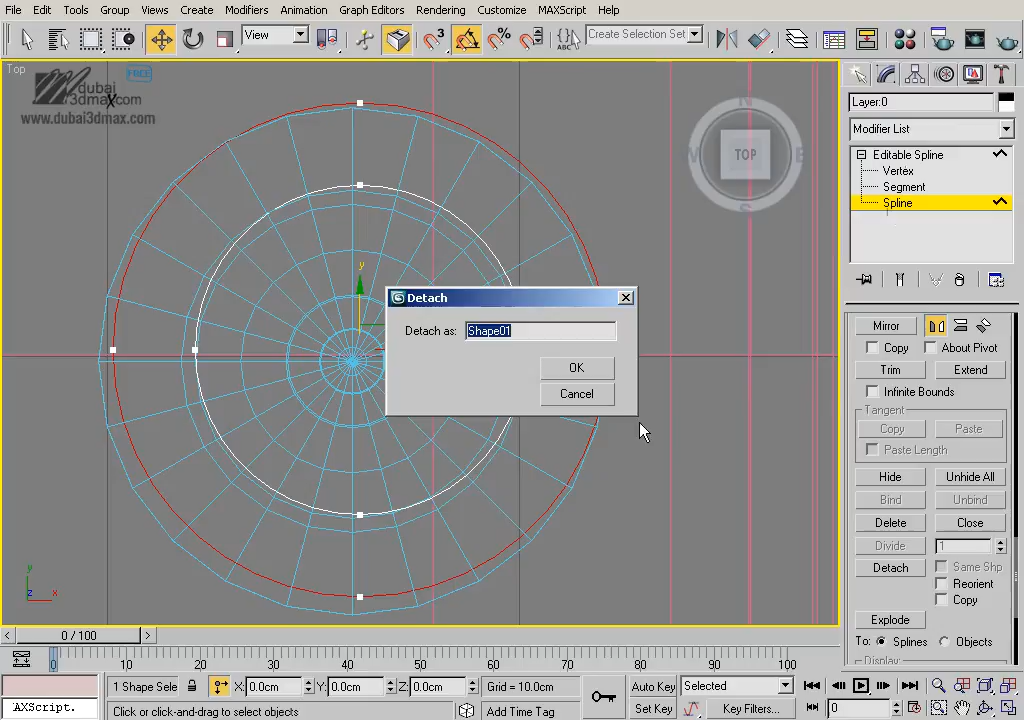 File Edit Tools Group Views Create Modifiers Animation Graph Editors Rendering Customize MAXScript Help
View
3
%
ABC
Create Selection Set
Top
HIDE
dubai
3dmax.com
www.dubai3dmax.com
N
TOP
S
y
Layer:0
Modifier List
Editable Spline
Vertex
Segment
Spline
Detach
Detach as: Shape01
OK
Cancel
Mirror
Copy About Pivot
Trim Extend
Infinite Bounds
Tangent
Copy Paste
Paste Length
Hide Unhide All
Bind Unbind
Delete Close
Divide 1
Detach Same Shp
Reorient
Copy
Explode
To: Splines Objects
Display:
y
z x
< 0 / 100 >
0 10 20 30 40 50 60 70 80 90 100
1 Shape Sele X: 0.0cm Y: 0.0cm Z: 0.0cm Grid = 10.0cm Auto Key Selected
AXScript. Click or click-and-drag to select objects Add Time Tag Set Key Key Filters... 0